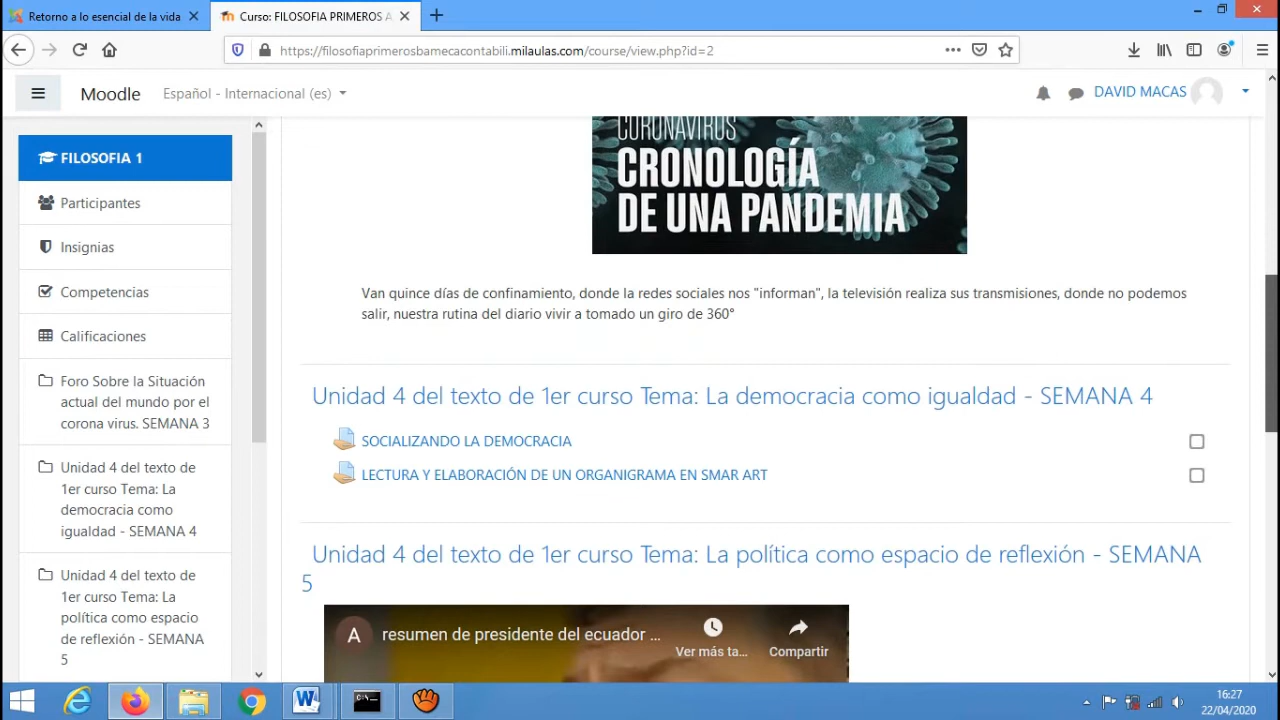 Retorno a lo esencial de la vida
Curso: FILOSOFIA PRIMEROS A
https://filosofiaprimerosbamecacontabili.milaulas.com/course/view.php?id=2
Moodle
Español - Internacional (es)
DAVID MACAS
FILOSOFIA 1
Participantes
Insignias
Competencias
Calificaciones
Foro Sobre la Situación
actual del mundo por el
corona virus. SEMANA 3
Unidad 4 del texto de
1er curso Tema: La
democracia como
igualdad - SEMANA 4
Unidad 4 del texto de
1er curso Tema: La
política como espacio
de reflexión - SEMANA
5
CORONAVIRUS
CRONOLOGÍA
DE UNA PANDEMIA
Van quince días de confinamiento, donde la redes sociales nos "informan", la televisión realiza sus transmisiones, donde no podemos
salir, nuestra rutina del diario vivir a tomado un giro de 360°
Unidad 4 del texto de 1er curso Tema: La democracia como igualdad - SEMANA 4
SOCIALIZANDO LA DEMOCRACIA
LECTURA Y ELABORACIÓN DE UN ORGANIGRAMA EN SMAR ART
Unidad 4 del texto de 1er curso Tema: La política como espacio de reflexión - SEMANA
5
A
resumen de presidente del ecuador ...
Ver más ta...
Compartir
16:27
22/04/2020